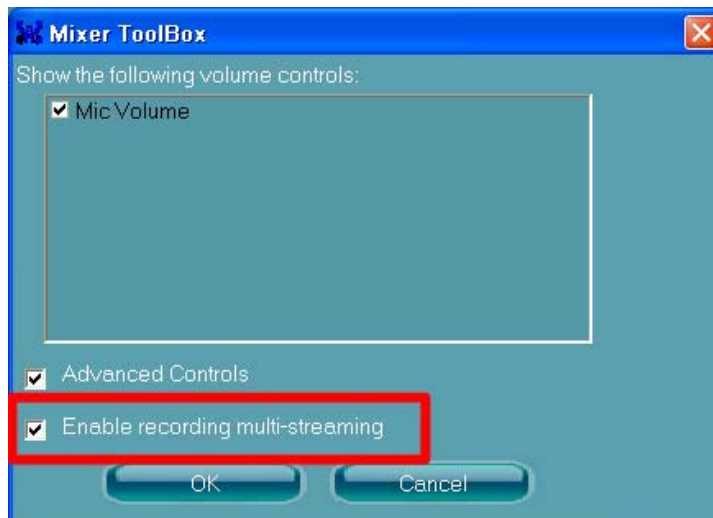 Mixer ToolBox
Show the following volume controls:
Mic Volume
Advanced Controls
Enable recording multi-streaming
OK
Cancel